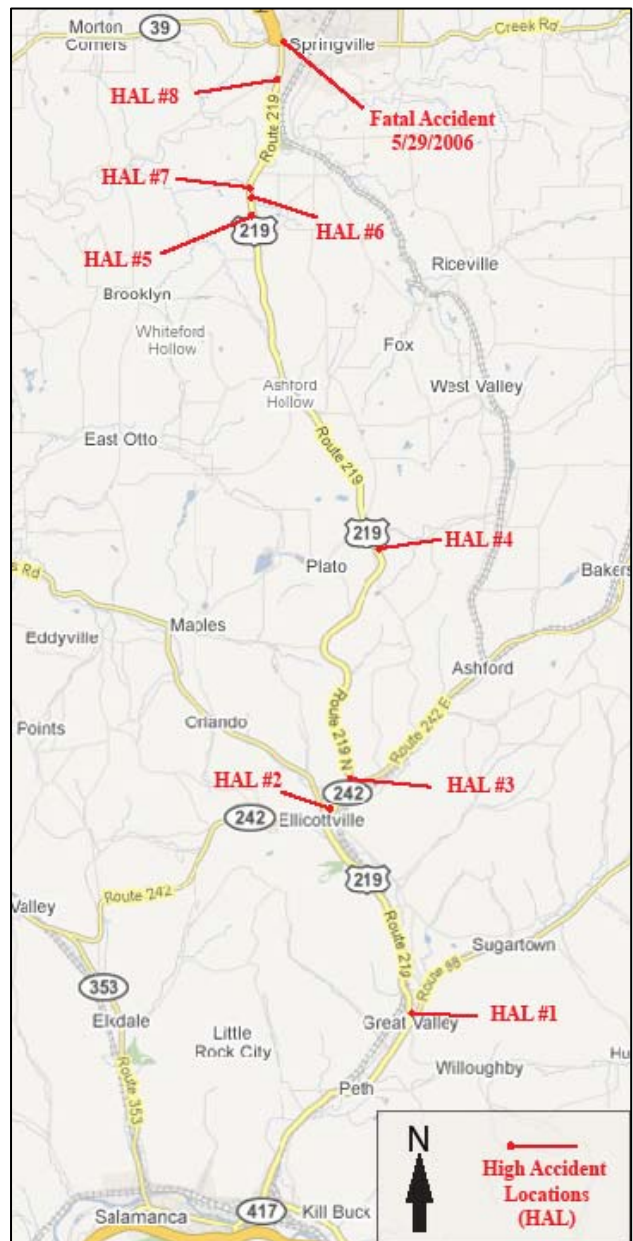 Morton
Corners
39
Springville
Creek Rd
HAL #8
Route 219
Fatal Accident
5/29/2006
HAL #7
HAL #6
219
HAL #5
Riceville
Brooklyn
Whiteford
Hollow
Fox
Ashford
Hollow
West Valley
East Otto
Route 219
219
HAL #4
Plato
Bakers
Rd
Maples
Eddyville
Ashford
Route 219 N
Route 242 E
Points
Orlando
HAL #2
242
HAL #3
242
Ellicottville
219
Route 242
Valley
Route 219
Sugartown
353
Route 98
Elkdale
Great Valley
HAL #1
Little
Rock City
Willoughby
Hu
Route 353
Peth
N
High Accident
Locations
(HAL)
417
Kill Buck
Salamanca